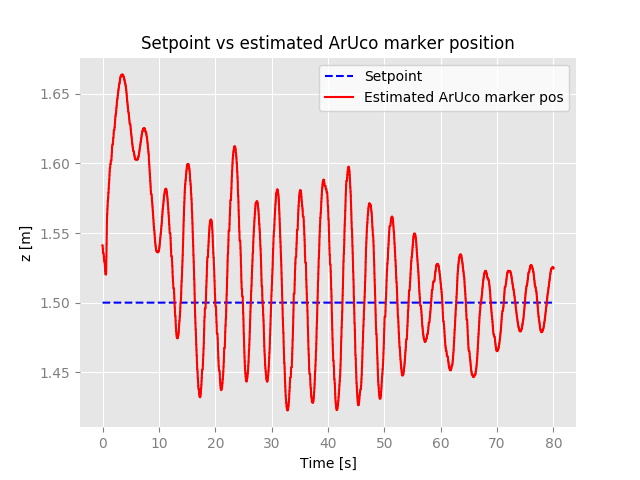 Setpoint vs estimated ArUco marker position
Setpoint
Estimated ArUco marker pos
1.65
1.60
1.55
1.50
1.45
z [m]
0 10 20 30 40 50 60 70 80
Time [s]